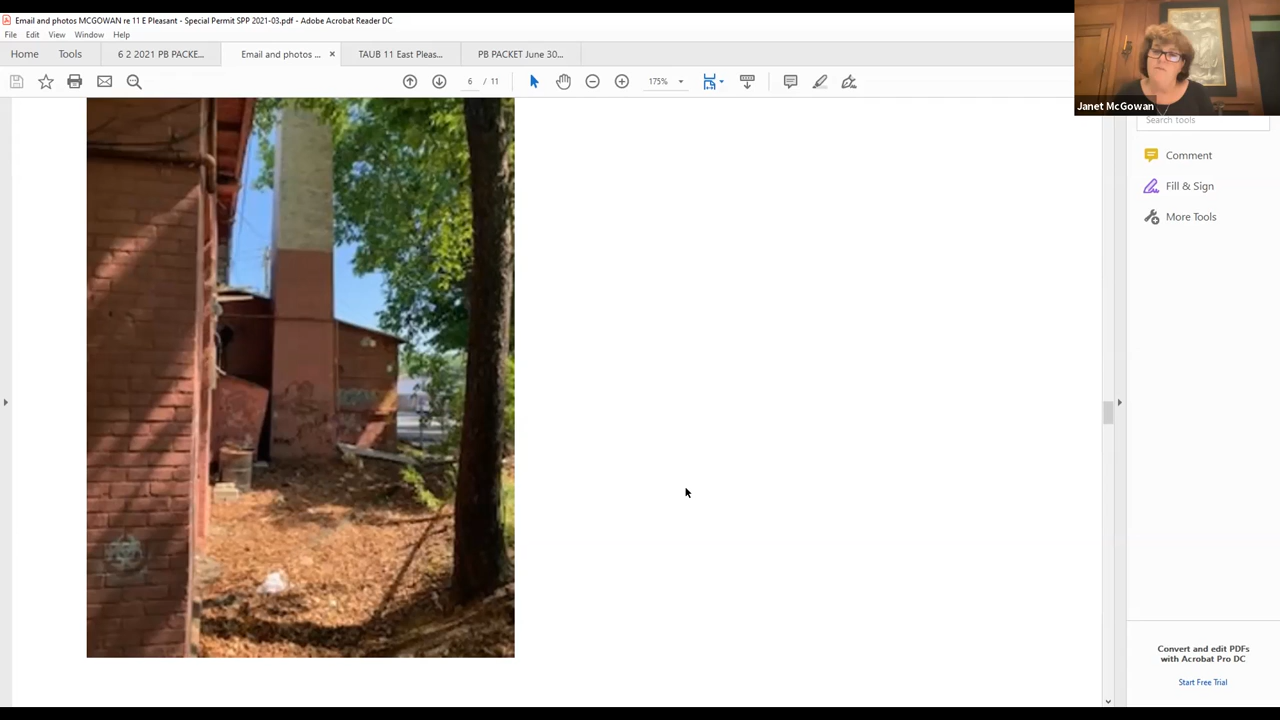 Email and photos MCGOWAN re 11 E Pleasant - Special Permit SPP 2021-03.pdf - Adobe Acrobat Reader DC
File Edit View Window Help
Home Tools 6 2 2021 PB PACKE... Email and photos ... × TAUB 11 East Pleas... PB PACKET June 30...
6 / 11 175%
Janet McGowan
Search tools
Comment
Fill & Sign
More Tools
Convert and edit PDFs
with Acrobat Pro DC
Start Free Trial